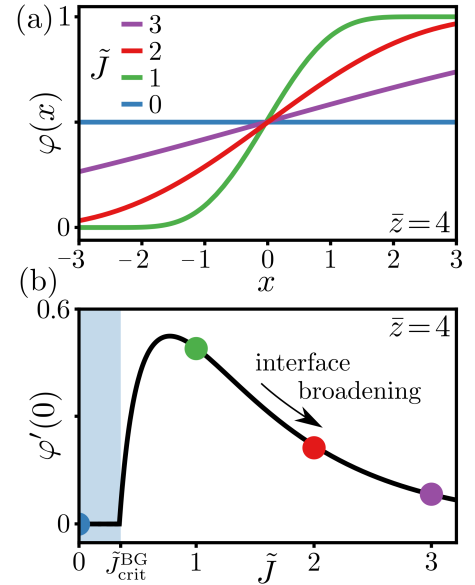 (a)
1
J̃
3
2
1
0
φ(x)
0
z̄=4
−3 −2 −1 0 1 2 3
x
(b)
0.6
z̄=4
interface
broadening
φ′(0)
0
0 J̃ᴮᴳcrit 1 2 3
J̃